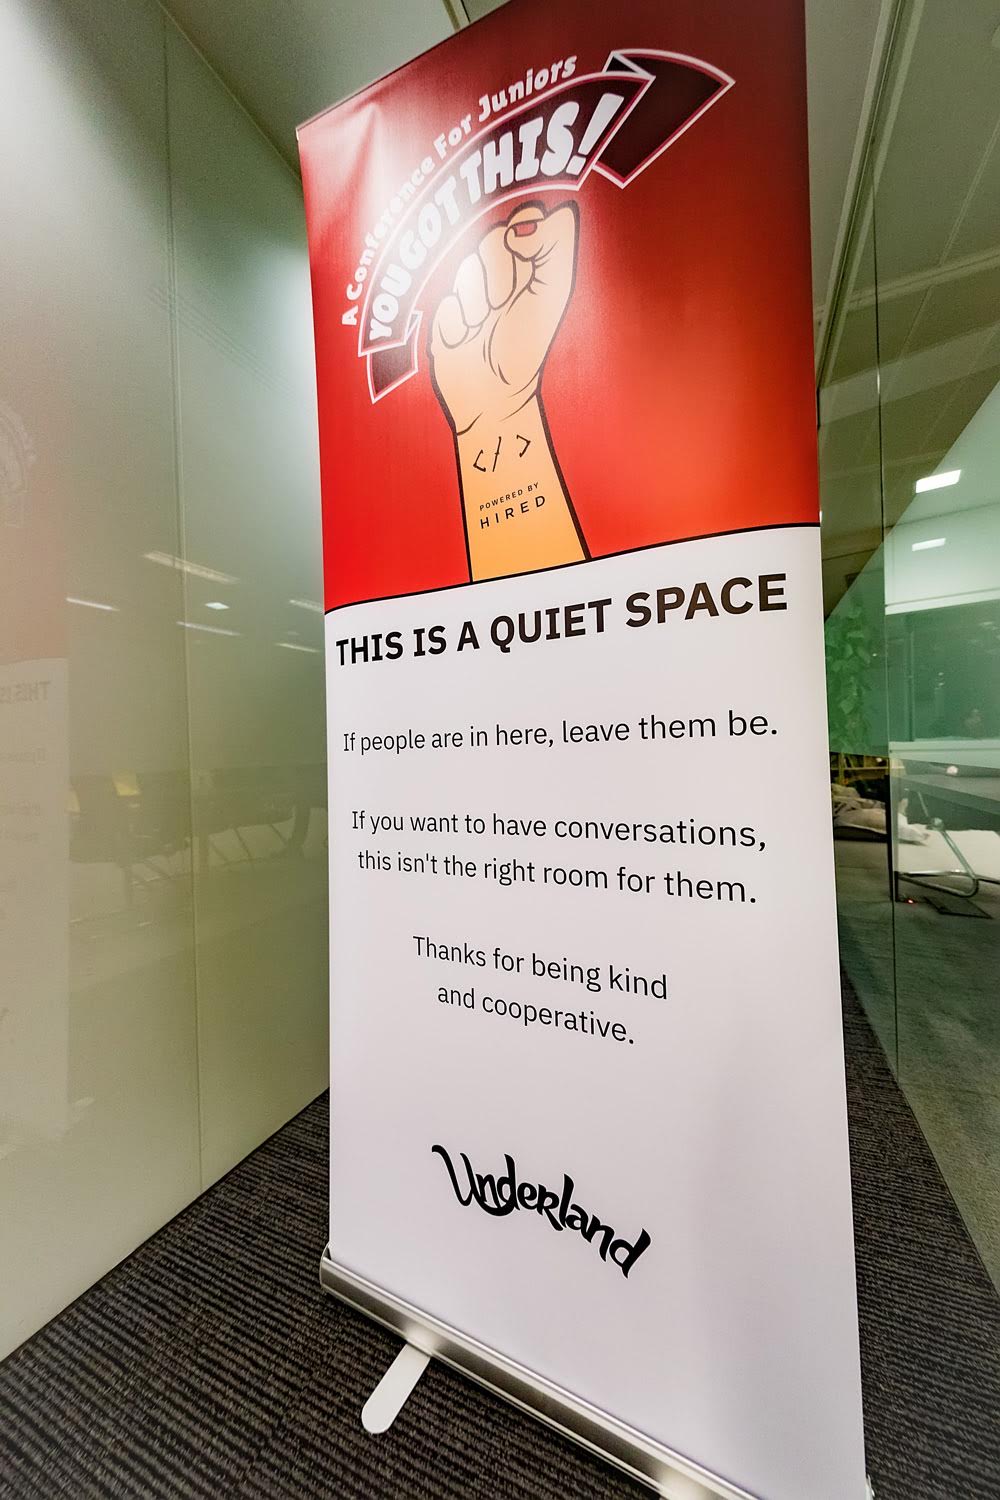 A Conference For Juniors
YOU GOT THIS!
</>
POWERED BY
HIRED
THIS IS A QUIET SPACE
If people are in here, leave them be.
If you want to have conversations,
this isn't the right room for them.
Thanks for being kind
and cooperative.
Underland